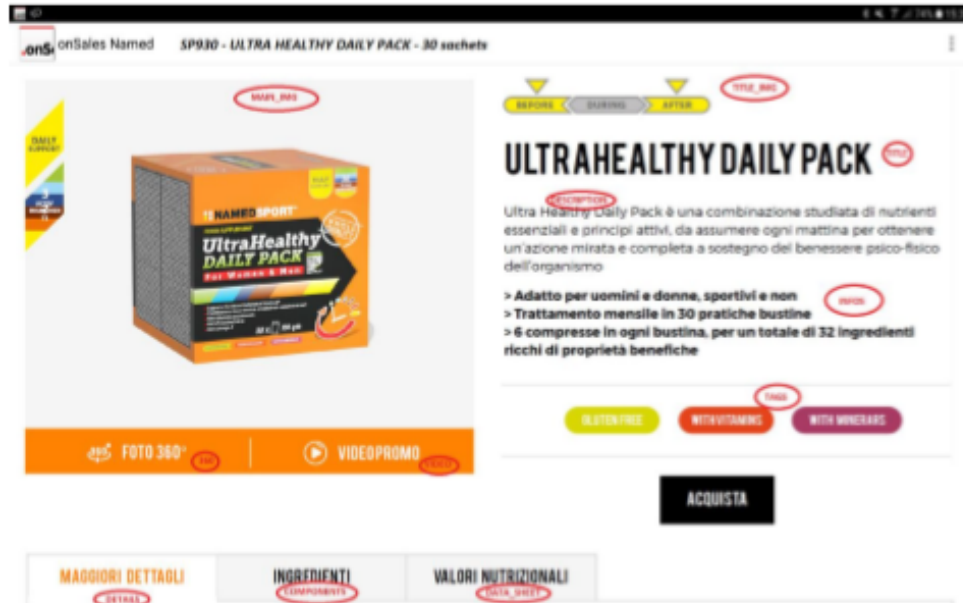 onSales Named
SP930 - ULTRA HEALTHY DAILY PACK - 30 sachets
MAIN_IMG
DAILY
SUPPORT
NAMEDSPORT
UltraHealthy
DAILY PACK
For Women & Men
FOTO 360°
360
VIDEOPROMO
VIDEO
BEFORE DURING AFTER
TITLE_IMG
ULTRAHEALTHY DAILY PACK
TITLE
DESCRIPTION
Ultra Healthy Daily Pack è una combinazione studiata di nutrienti
essenziali e principi attivi, da assumere ogni mattina per ottenere
un'azione mirata e completa a sostegno del benessere psico-fisico
dell'organismo
> Adatto per uomini e donne, sportivi e non
INFOS
> Trattamento mensile in 30 pratiche bustine
> 6 compresse in ogni bustina, per un totale di 32 ingredienti
ricchi di proprietà benefiche
TAGS
GLUTEN FREE
WITH VITAMINS
WITH MINERARS
ACQUISTA
MAGGIORI DETTAGLI
DETAILS
INGREDIENTI
COMPONENTS
VALORI NUTRIZIONALI
DATA_SHEET